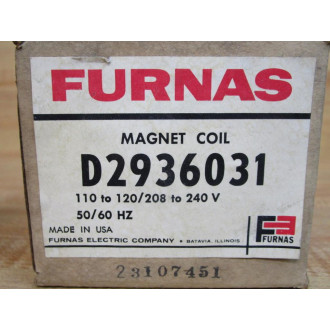 FURNAS
MAGNET COIL
D2936031
110 to 120/208 to 240 V
50/60 HZ
MADE IN USA
FURNAS ELECTRIC COMPANY • BATAVIA, ILLINOIS
FURNAS
23107451